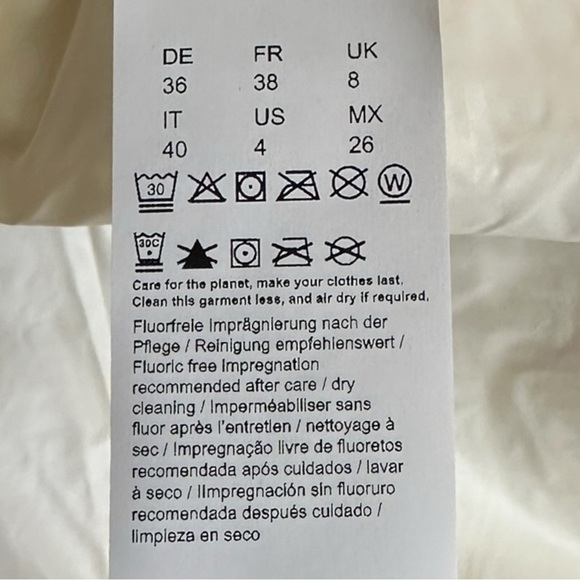 DE FR UK
36 38 8
IT US MX
40 4 26
30 W
30C
Care for the planet, make your clothes last.
Clean this garment less, and air dry if required.
Fluorfreie Imprägnierung nach der
Pflege / Reinigung empfehlenswert /
Fluoric free Impregnation
recommended after care / dry
cleaning / Imperméabiliser sans
fluor après l'entretien / nettoyage à
sec / Impregnação livre de fluoretos
recomendada após cuidados / lavar
à seco / IImpregnación sin fluoruro
recomendada después cuidado /
limpieza en seco